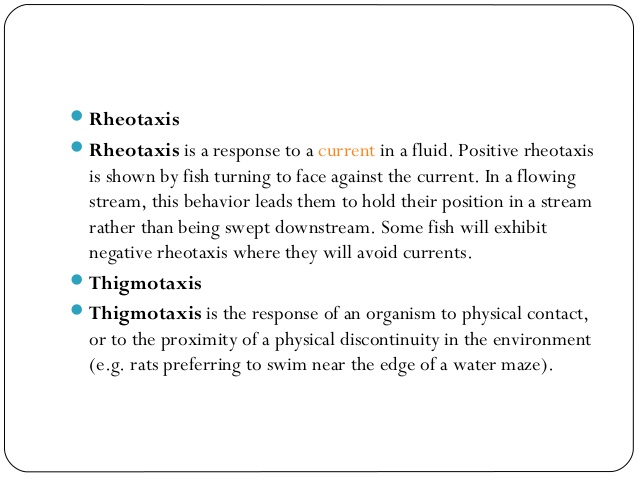 Rheotaxis
Rheotaxis is a response to a current in a fluid. Positive rheotaxis
is shown by fish turning to face against the current. In a flowing
stream, this behavior leads them to hold their position in a stream
rather than being swept downstream. Some fish will exhibit
negative rheotaxis where they will avoid currents.
Thigmotaxis
Thigmotaxis is the response of an organism to physical contact,
or to the proximity of a physical discontinuity in the environment
(e.g. rats preferring to swim near the edge of a water maze).